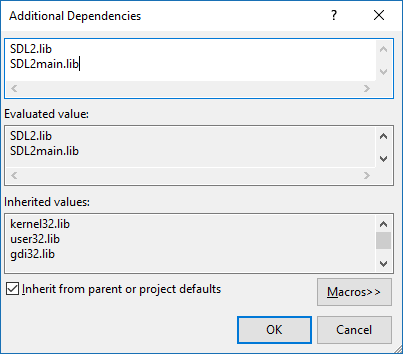 Additional Dependencies
SDL2.lib
SDL2main.lib
Evaluated value:
SDL2.lib
SDL2main.lib
Inherited values:
kernel32.lib
user32.lib
gdi32.lib
Inherit from parent or project defaults
Macros>>
OK
Cancel